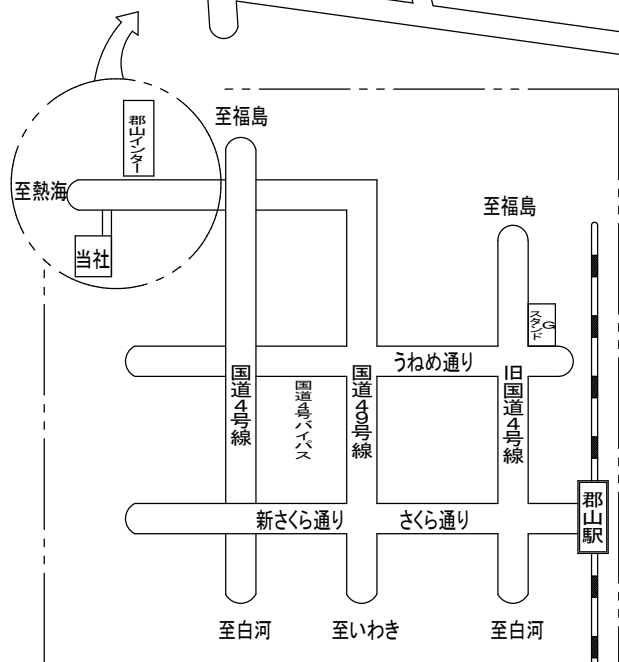 至福島
郡山インター
至熱海
至福島
当社
Gスタンド
うねめ通り
国道4号線
国道4号バイパス
国道49号線
旧国道4号線
新さくら通り
さくら通り
郡山駅
至白河
至いわき
至白河